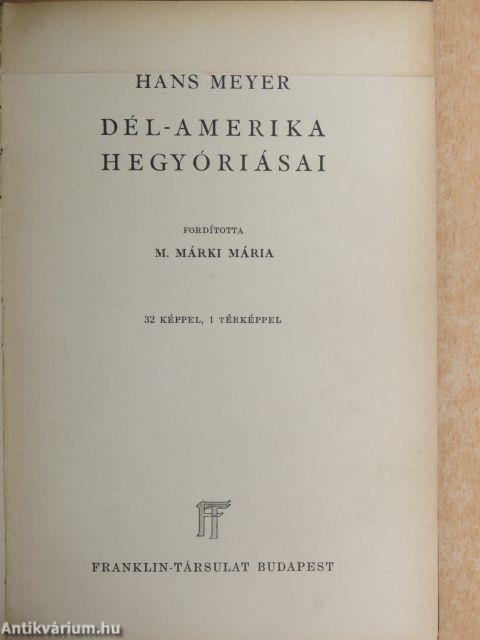 HANS MEYER
DÉL-AMERIKA
HEGYÓRIÁSAI
FORDÍTOTTA
M. MÁRKI MÁRIA
32 KÉPPEL, 1 TÉRKÉPPEL
FT
FRANKLIN-TÁRSULAT BUDAPEST
Antikvárium.hu